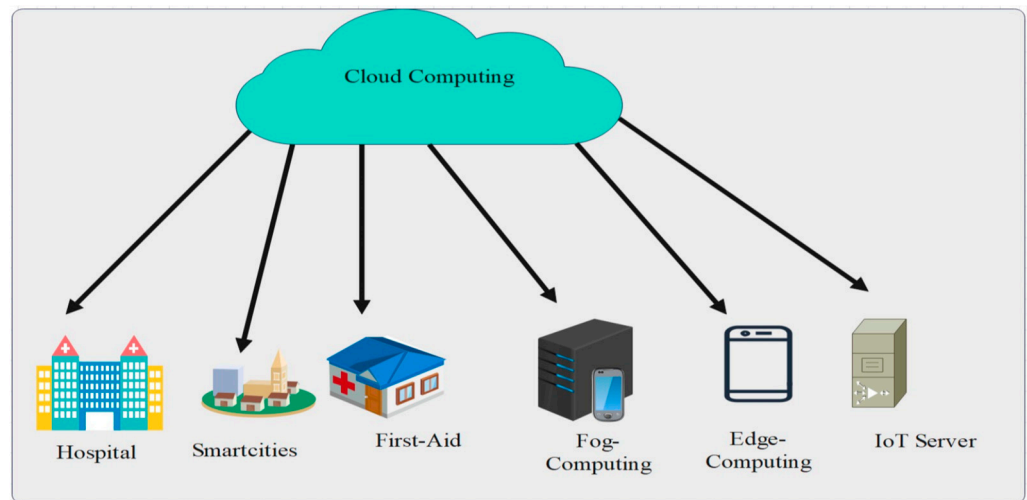 Cloud Computing
Hospital
Smartcities
First-Aid
Fog-
Computing
Edge-
Computing
IoT Server